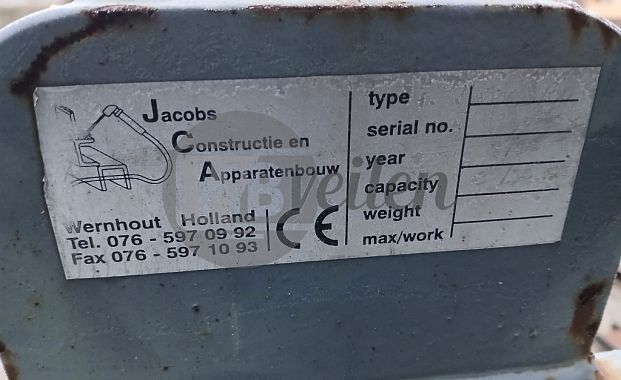 Jacobs
Constructie en
Apparatenbouw
Wernhout Holland
Tel. 076 - 597 09 92
Fax 076 - 597 10 93
CE
type
serial no.
year
capacity
weight
max/work
veilen